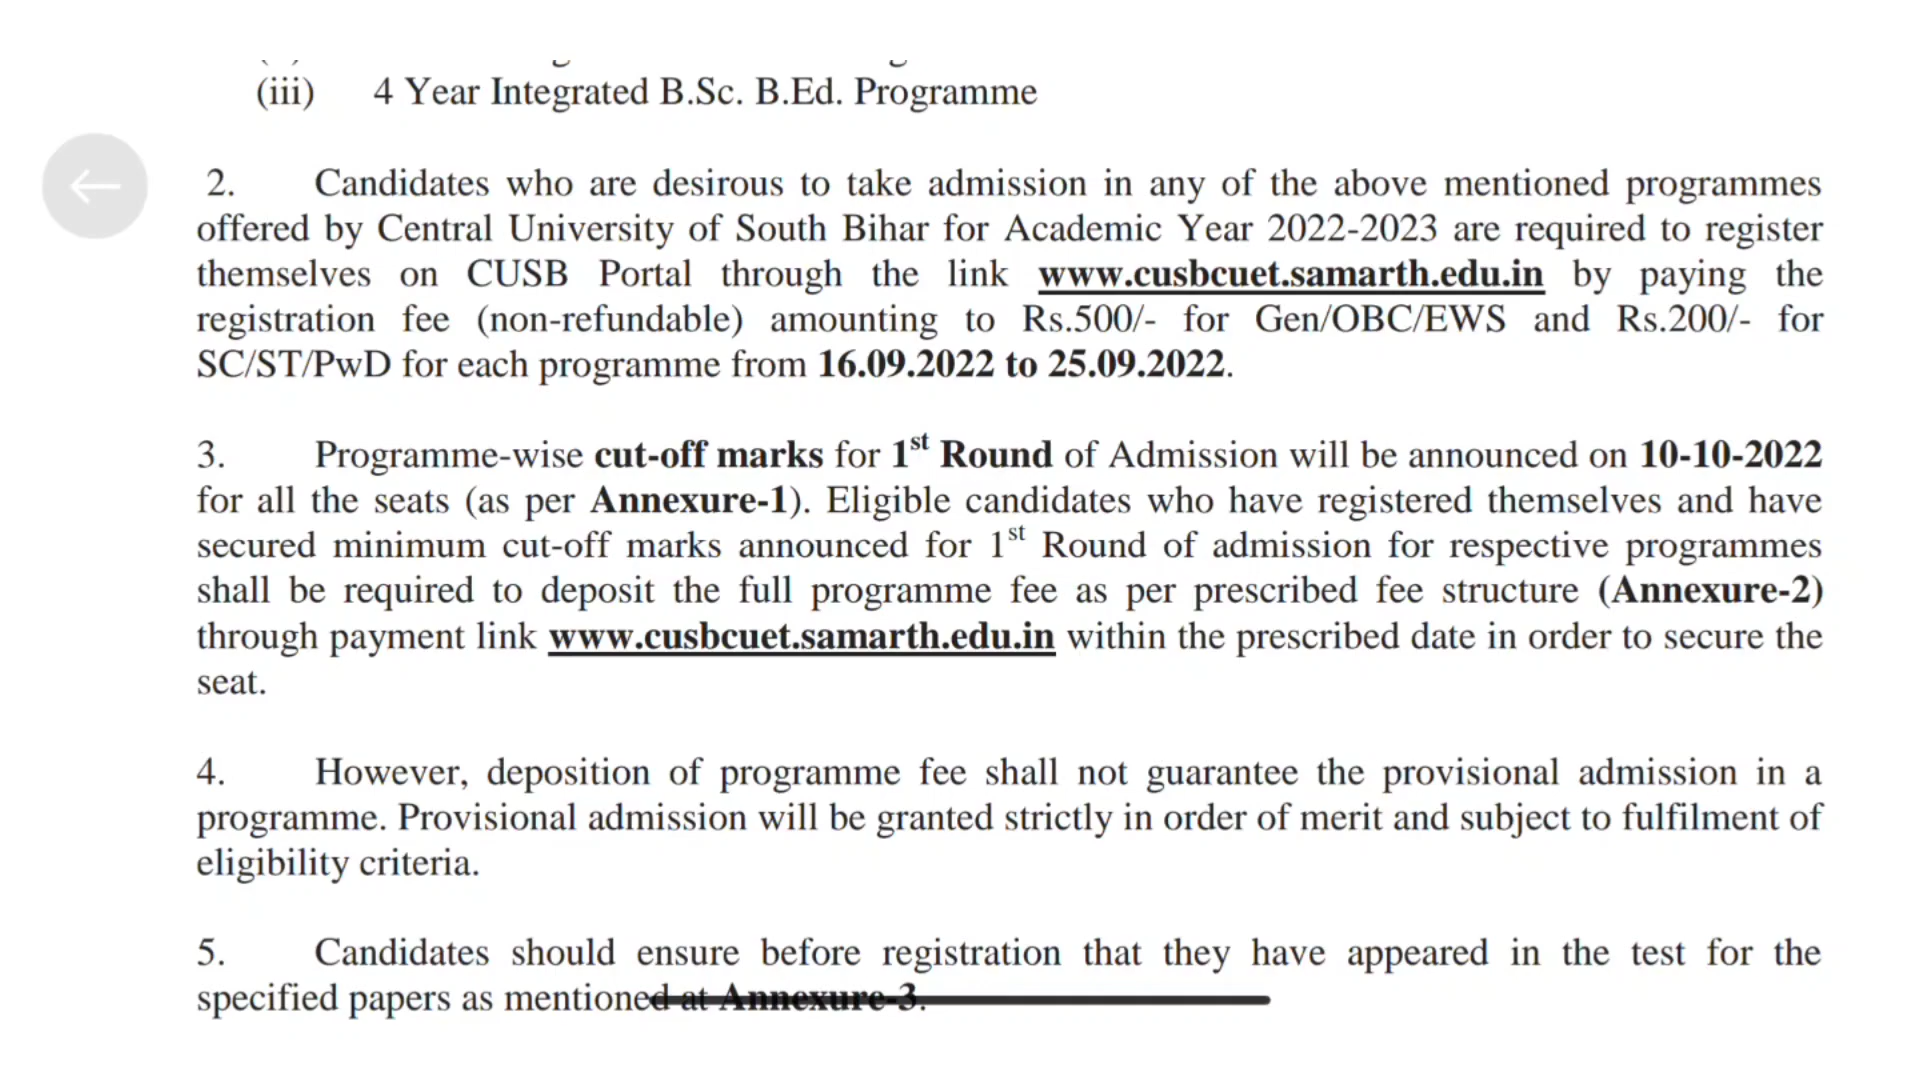 (iii) 4 Year Integrated B.Sc. B.Ed. Programme
2. Candidates who are desirous to take admission in any of the above mentioned programmes
offered by Central University of South Bihar for Academic Year 2022-2023 are required to register
themselves on CUSB Portal through the link www.cusbcuet.samarth.edu.in by paying the
registration fee (non-refundable) amounting to Rs.500/- for Gen/OBC/EWS and Rs.200/- for
SC/ST/PwD for each programme from 16.09.2022 to 25.09.2022.
3. Programme-wise cut-off marks for 1st Round of Admission will be announced on 10-10-2022
for all the seats (as per Annexure-1). Eligible candidates who have registered themselves and have
secured minimum cut-off marks announced for 1st Round of admission for respective programmes
shall be required to deposit the full programme fee as per prescribed fee structure (Annexure-2)
through payment link www.cusbcuet.samarth.edu.in within the prescribed date in order to secure the
seat.
4. However, deposition of programme fee shall not guarantee the provisional admission in a
programme. Provisional admission will be granted strictly in order of merit and subject to fulfilment of
eligibility criteria.
5. Candidates should ensure before registration that they have appeared in the test for the
specified papers as mentioned at Annexure-3.